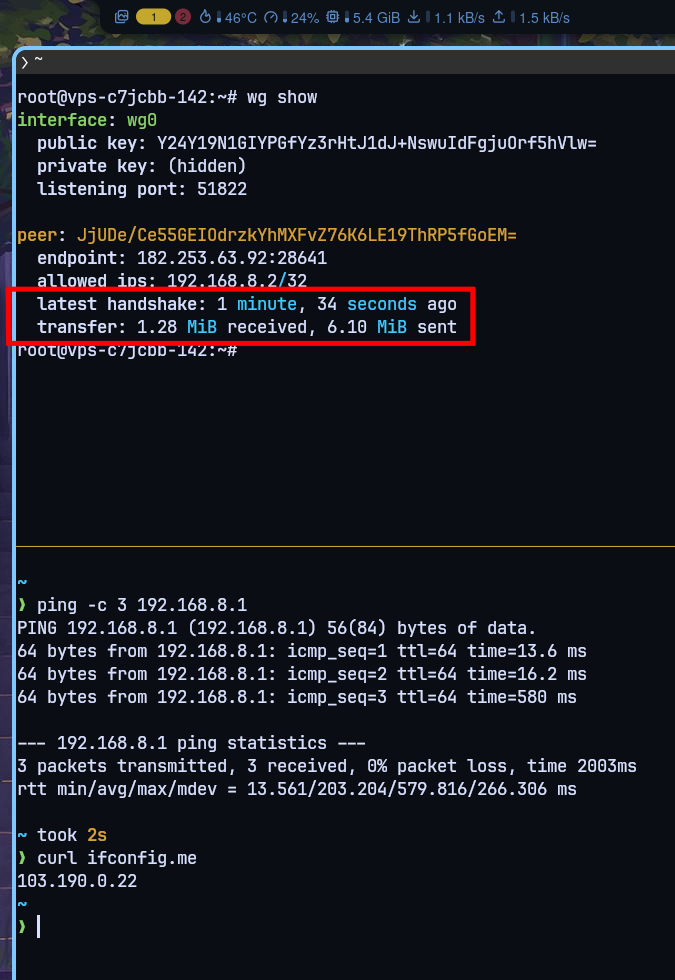 1 2 46°C 24% 5.4 GiB 1.1 kB/s 1.5 kB/s
❯ ~
root@vps-c7jcbb-142:~# wg show
interface: wg0
public key: Y24Y19N1GIYPGfYz3rHtJ1dJ+NswuIdFgjuOrf5hVlw=
private key: (hidden)
listening port: 51822
peer: JjUDe/Ce55GEIOdrzkYhMXFvZ76K6LE19ThRP5fGoEM=
endpoint: 182.253.63.92:28641
allowed ips: 192.168.8.2/32
latest handshake: 1 minute, 34 seconds ago
transfer: 1.28 MiB received, 6.10 MiB sent
root@vps-c7jcbb-142:~#
~
❯ ping -c 3 192.168.8.1
PING 192.168.8.1 (192.168.8.1) 56(84) bytes of data.
64 bytes from 192.168.8.1: icmp_seq=1 ttl=64 time=13.6 ms
64 bytes from 192.168.8.1: icmp_seq=2 ttl=64 time=16.2 ms
64 bytes from 192.168.8.1: icmp_seq=3 ttl=64 time=580 ms
--- 192.168.8.1 ping statistics ---
3 packets transmitted, 3 received, 0% packet loss, time 2003ms
rtt min/avg/max/mdev = 13.561/203.204/579.816/266.306 ms
~ took 2s
❯ curl ifconfig.me
103.190.0.22
~
❯